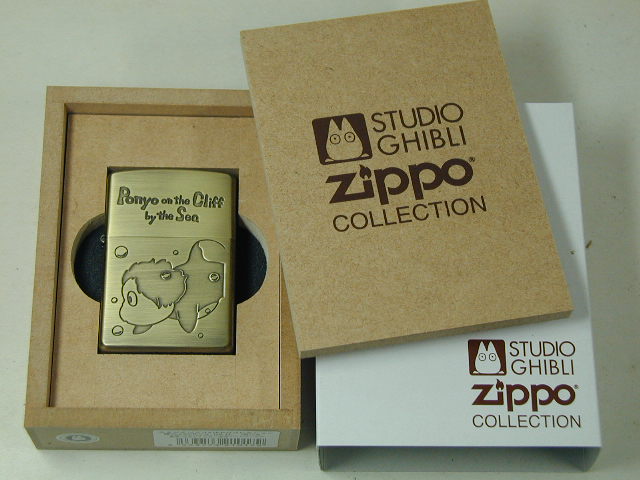 Ponyo on the Cliff
by the Sea
STUDIO
GHIBLI
zippo®
COLLECTION
STUDIO
GHIBLI
zippo®
COLLECTION